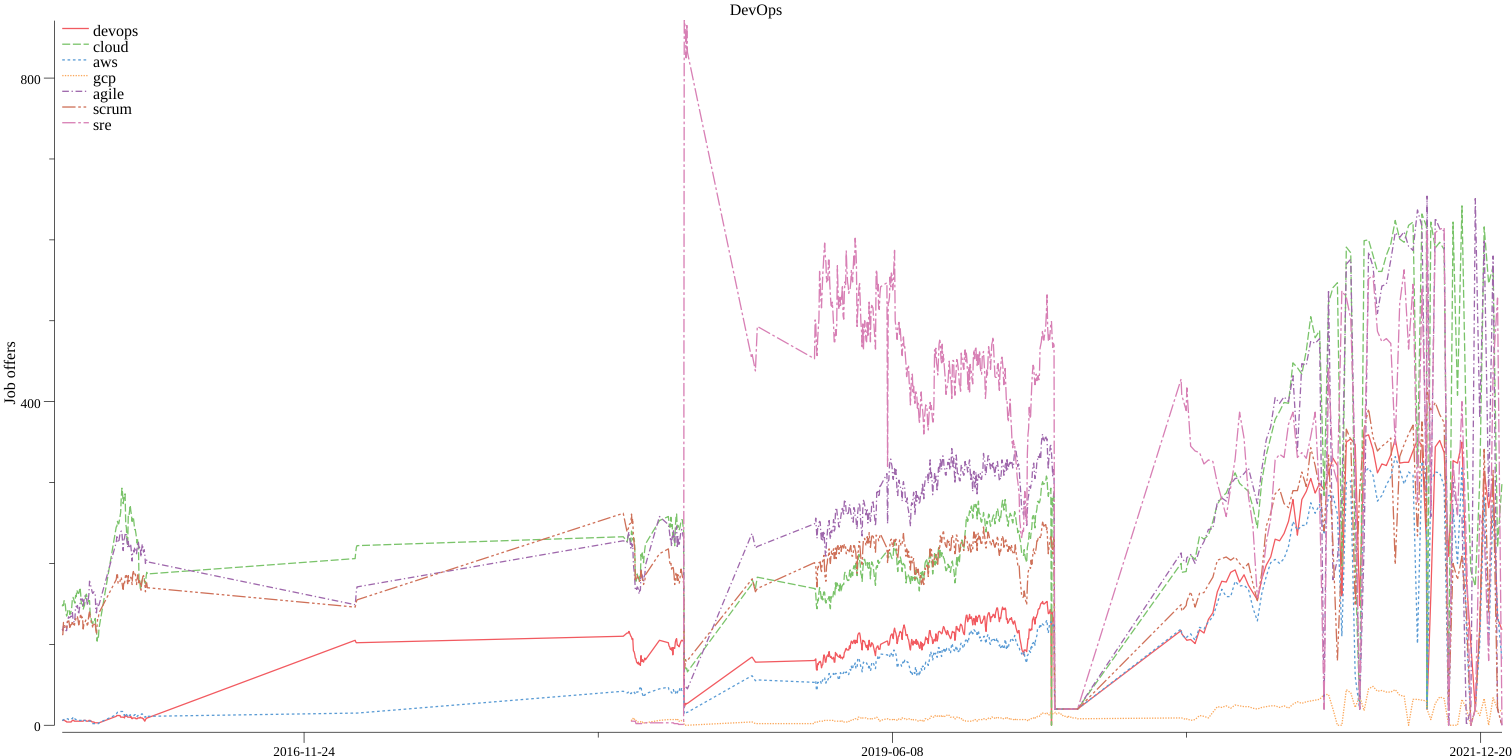 DevOps
devops
cloud
aws
gcp
agile
scrum
sre
800
400
0
Job offers
2016-11-24
2019-06-08
2021-12-20